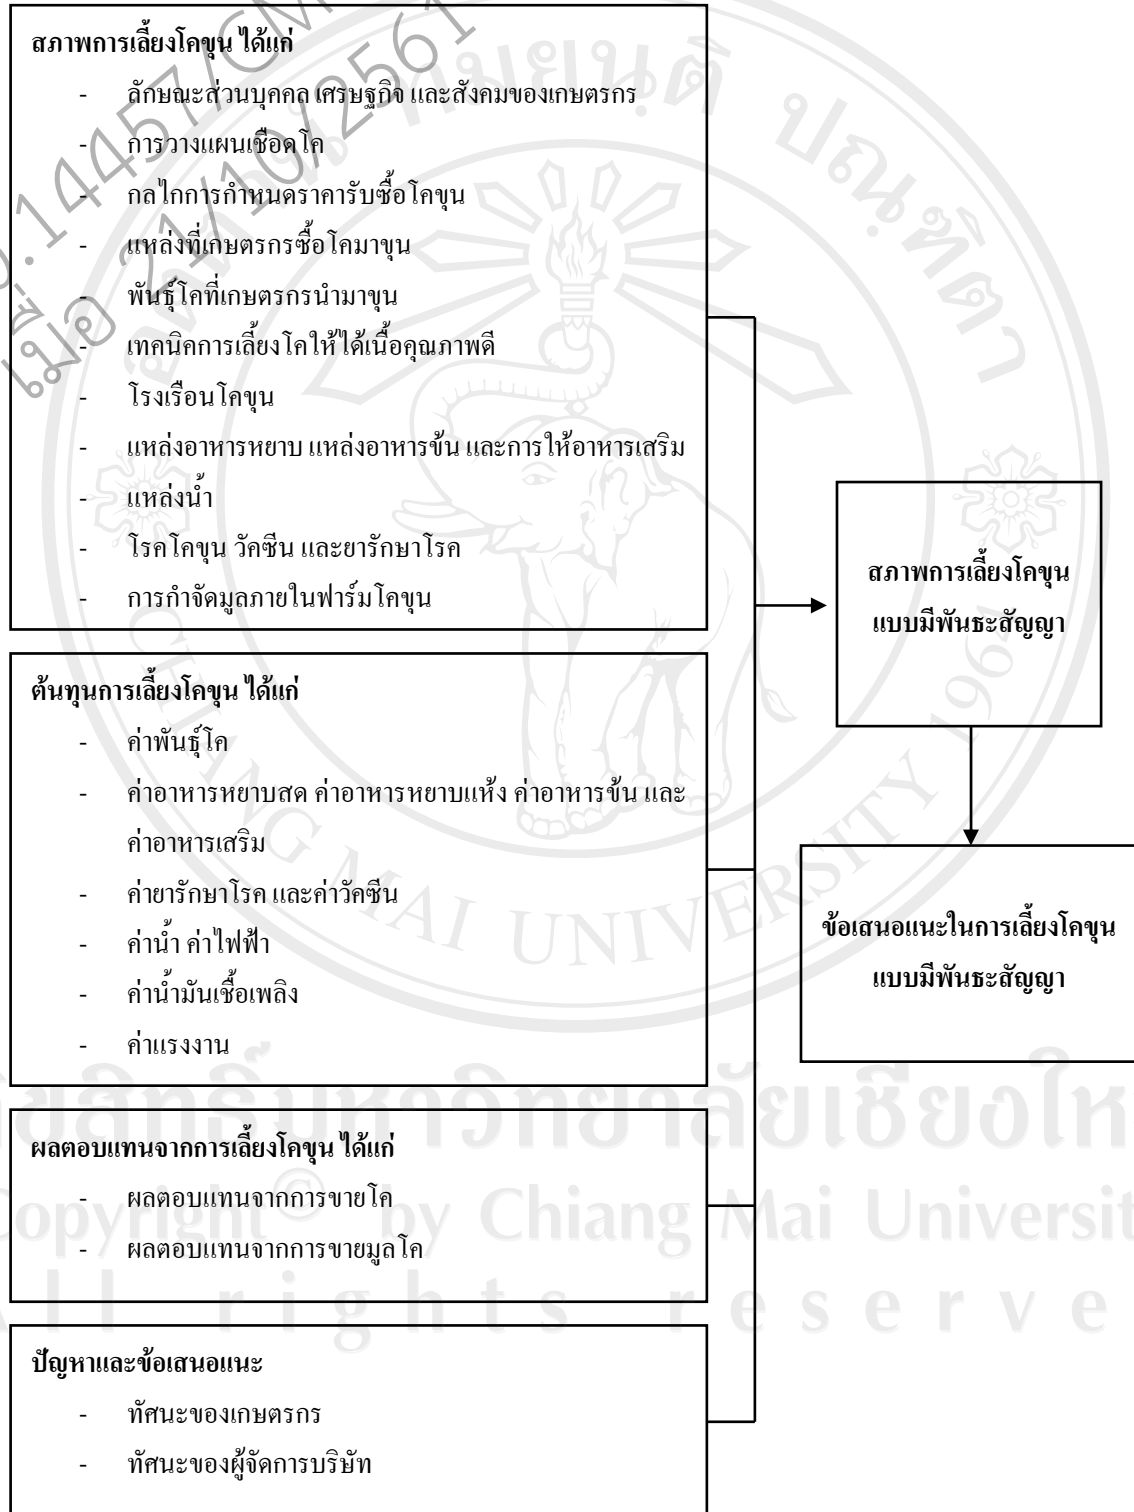 สภาพการเลี้ยงโคขุน ได้แก่
- ลักษณะส่วนบุคคล เศรษฐกิจ และสังคมของเกษตรกร
- การวางแผนเชือดโค
- กลไกการกำหนดราคารับซื้อโคขุน
- แหล่งที่เกษตรกรซื้อโคมาขุน
- พันธุ์โคที่เกษตรกรนำมาขุน
- เทคนิคการเลี้ยงโคให้ได้เนื้อคุณภาพดี
- โรงเรือนโคขุน
- แหล่งอาหารหยาบ แหล่งอาหารข้น และการให้อาหารเสริม
- แหล่งน้ำ
- โรคโคขุน วัคซีน และยารักษาโรค
- การกำจัดมูลภายในฟาร์มโคขุน
ต้นทุนการเลี้ยงโคขุน ได้แก่
- ค่าพันธุ์โค
- ค่าอาหารหยาบสด ค่าอาหารหยาบแห้ง ค่าอาหารข้น และ
ค่าอาหารเสริม
- ค่ายารักษาโรค และค่าวัคซีน
- ค่าน้ำ ค่าไฟฟ้า
- ค่าน้ำมันเชื้อเพลิง
- ค่าแรงงาน
ผลตอบแทนจากการเลี้ยงโคขุน ได้แก่
- ผลตอบแทนจากการขายโค
- ผลตอบแทนจากการขายมูลโค
ปัญหาและข้อเสนอแนะ
- ทัศนะของเกษตรกร
- ทัศนะของผู้จัดการบริษัท
สภาพการเลี้ยงโคขุน
แบบมีพันธะสัญญา
ข้อเสนอแนะในการเลี้ยงโคขุน
แบบมีพันธะสัญญา
CHIANG MAI UNIVERSITY 1964
by Chiang Mai